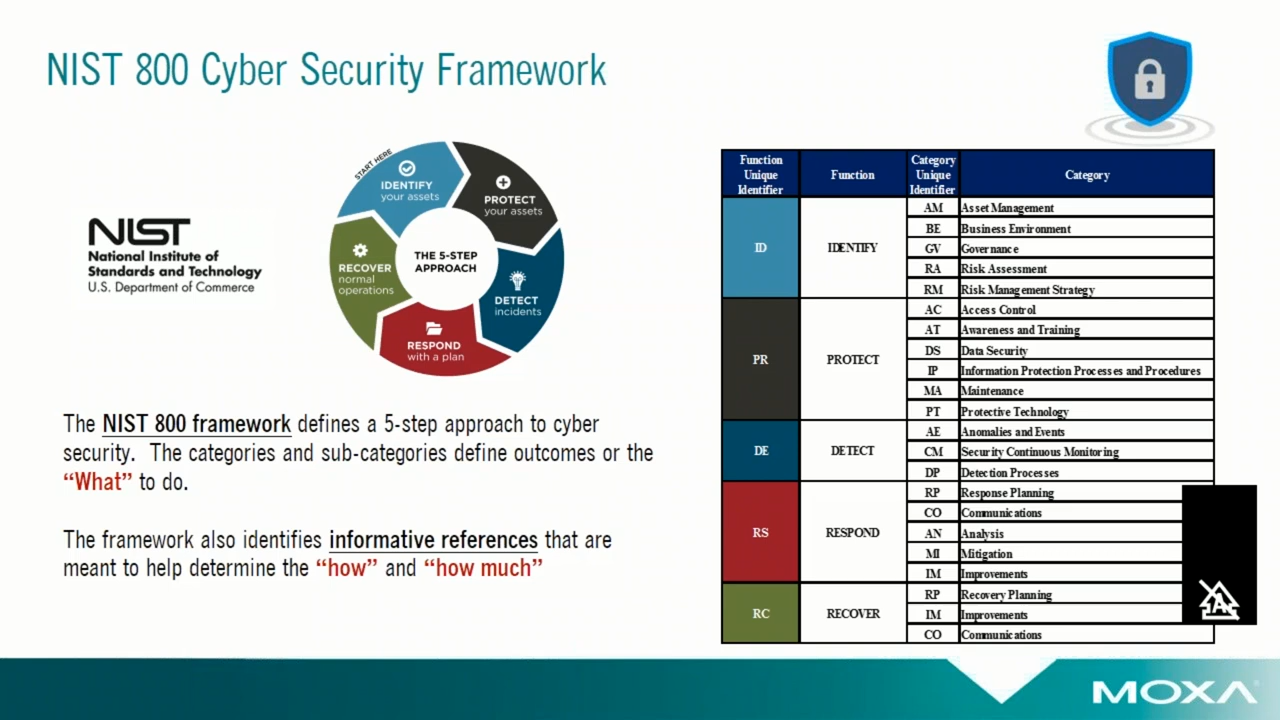 NIST 800 Cyber Security Framework
NIST
National Institute of
Standards and Technology
U.S. Department of Commerce
START HERE
IDENTIFY
your assets
PROTECT
your assets
DETECT
incidents
RESPOND
with a plan
RECOVER
normal
operations
THE 5-STEP
APPROACH
The NIST 800 framework defines a 5-step approach to cyber
security. The categories and sub-categories define outcomes or the
“What” to do.
The framework also identifies informative references that are
meant to help determine the “how” and “how much”
Function Unique Identifier Function Category Unique Identifier Category
ID IDENTIFY
AM Asset Management
BE Business Environment
GV Governance
RA Risk Assessment
RM Risk Management Strategy
PR PROTECT
AC Access Control
AT Awareness and Training
DS Data Security
IP Information Protection Processes and Procedures
MA Maintenance
PT Protective Technology
DE DETECT
AE Anomalies and Events
CM Security Continuous Monitoring
DP Detection Processes
RS RESPOND
RP Response Planning
CO Communications
AN Analysis
MI Mitigation
IM Improvements
RC RECOVER
RP Recovery Planning
IM Improvements
CO Communications
A
MOXA